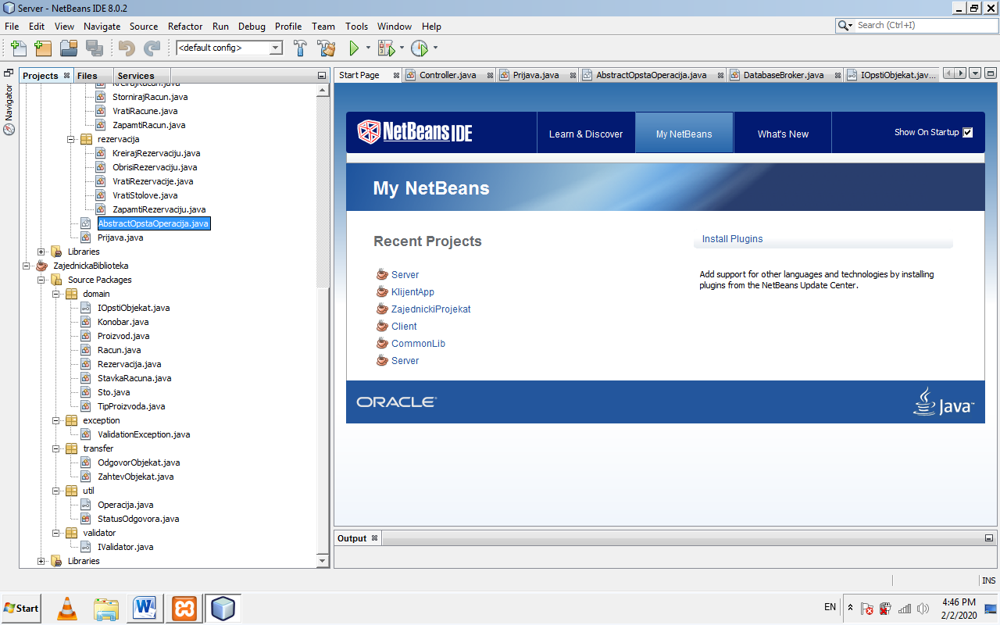 Server - NetBeans IDE 8.0.2
File Edit View Navigate Source Refactor Run Debug Profile Team Tools Window Help
Search (Ctrl+I)
<default config>
Navigator
Projects Files Services
KreirajRacun.java
StornirajRacun.java
VratiRacune.java
ZapamtiRacun.java
rezervacija
KreirajRezervaciju.java
ObrisiRezervaciju.java
VratiRezervacije.java
VratiStolove.java
ZapamtiRezervaciju.java
AbstractOpstaOperacija.java
Prijava.java
Libraries
ZajednickaBiblioteka
Source Packages
domain
IOpstiObjekat.java
Konobar.java
Proizvod.java
Racun.java
Rezervacija.java
StavkaRacuna.java
Sto.java
TipProizvoda.java
exception
ValidationException.java
transfer
OdgovorObjekat.java
ZahtevObjekat.java
util
Operacija.java
StatusOdgovora.java
validator
IValidator.java
Libraries
Start Page Controller.java Prijava.java AbstractOpstaOperacija.java DatabaseBroker.java IOpstiObjekat.jav...
NetBeans IDE
Learn & Discover My NetBeans What's New Show On Startup
My NetBeans
Recent Projects
Server
KlijentApp
ZajednickiProjekat
Client
CommonLib
Server
Install Plugins
Add support for other languages and technologies by installing
plugins from the NetBeans Update Center.
ORACLE
Java
Output
INS
Start
EN
4:46 PM
2/2/2020